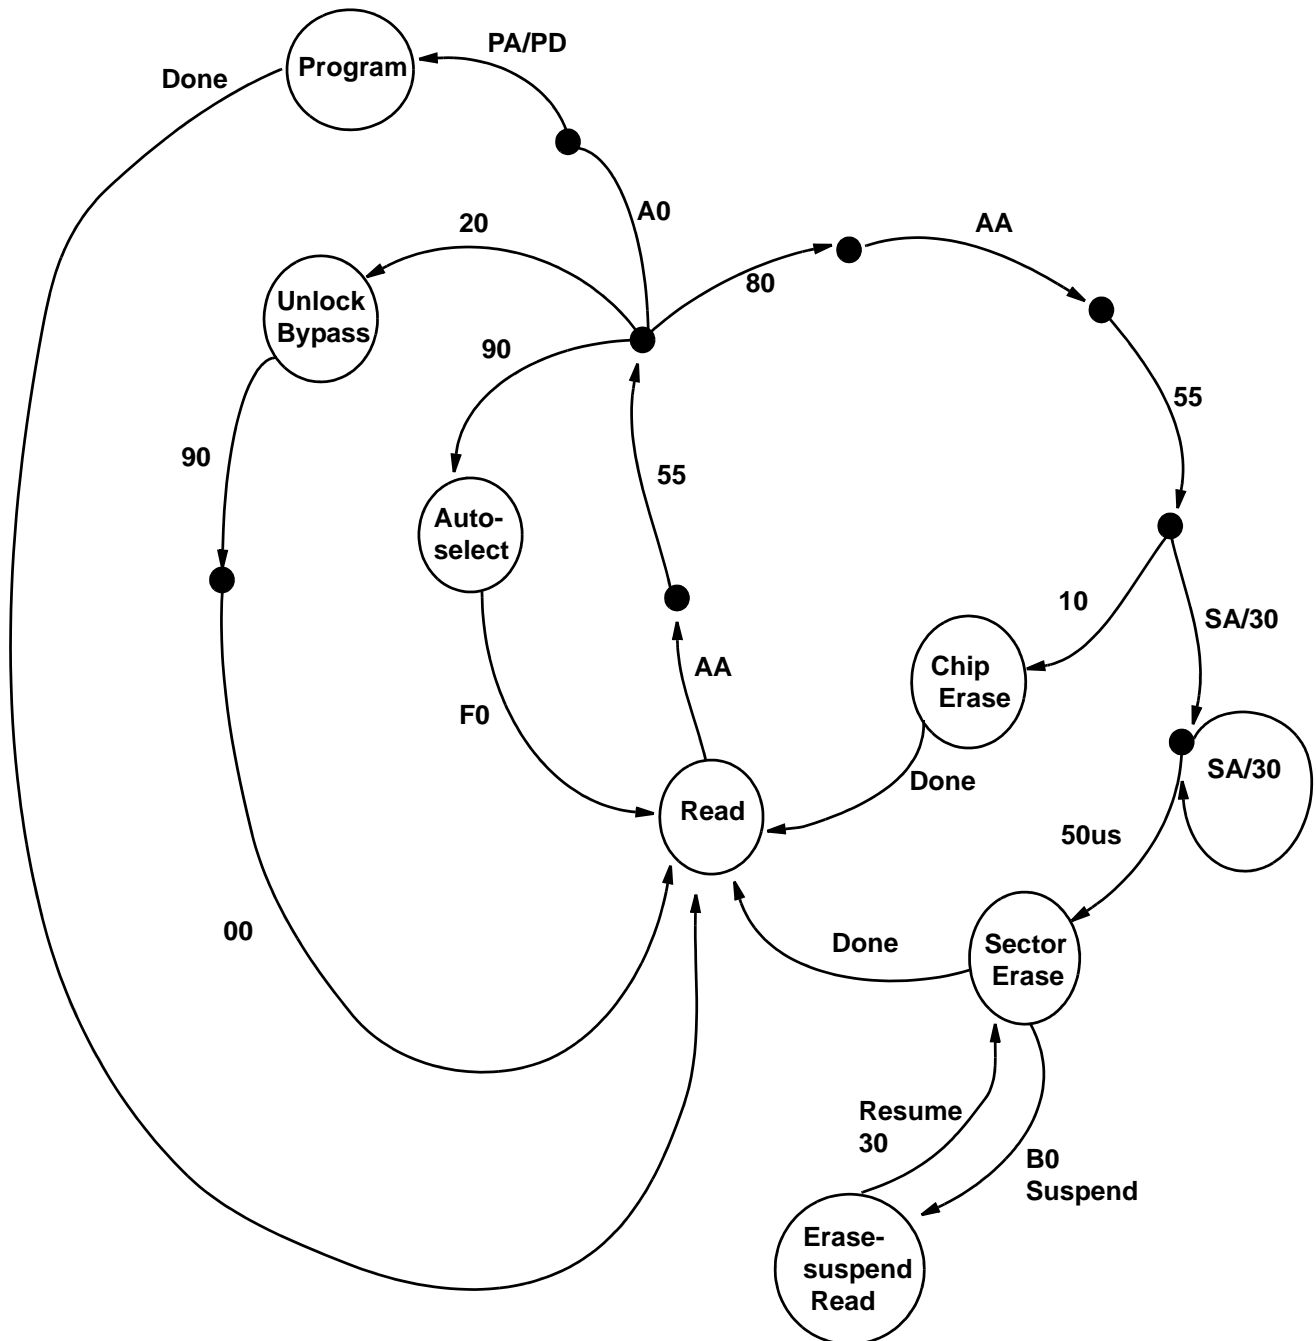 PA/PD
Program
Done
A0
20
AA
80
Unlock
Bypass
90
55
90
55
Auto-
select
10
SA/30
Chip
Erase
AA
F0
SA/30
Done
Read
50us
00
Done
Sector
Erase
Resume
30
B0
Suspend
Erase-
suspend
Read